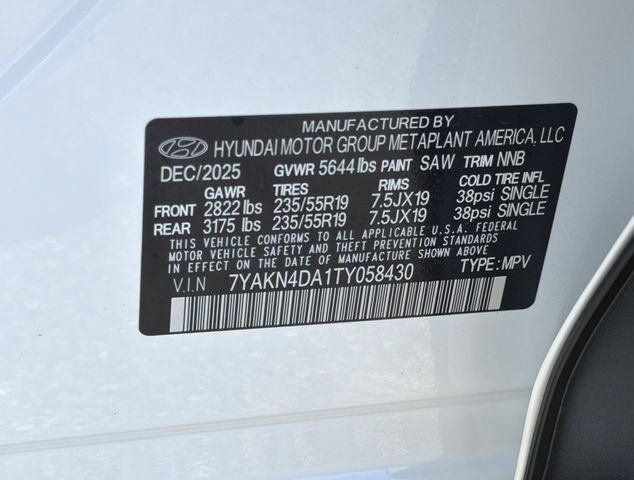 MANUFACTURED BY
HYUNDAI MOTOR GROUP METAPLANT AMERICA, LLC
DEC/2025 GVWR 5644 lbs PAINT SAW TRIM NNB
GAWR TIRES RIMS COLD TIRE INFL
FRONT 2822 lbs 235/55R19 7.5JX19 38psi SINGLE
REAR 3175 lbs 235/55R19 7.5JX19 38psi SINGLE
THIS VEHICLE CONFORMS TO ALL APPLICABLE U.S.A. FEDERAL
MOTOR VEHICLE SAFETY AND THEFT PREVENTION STANDARDS
IN EFFECT ON THE DATE OF MANUFACTURE SHOWN ABOVE.
V.I.N 7YAKN4DA1TY058430 TYPE : MPV